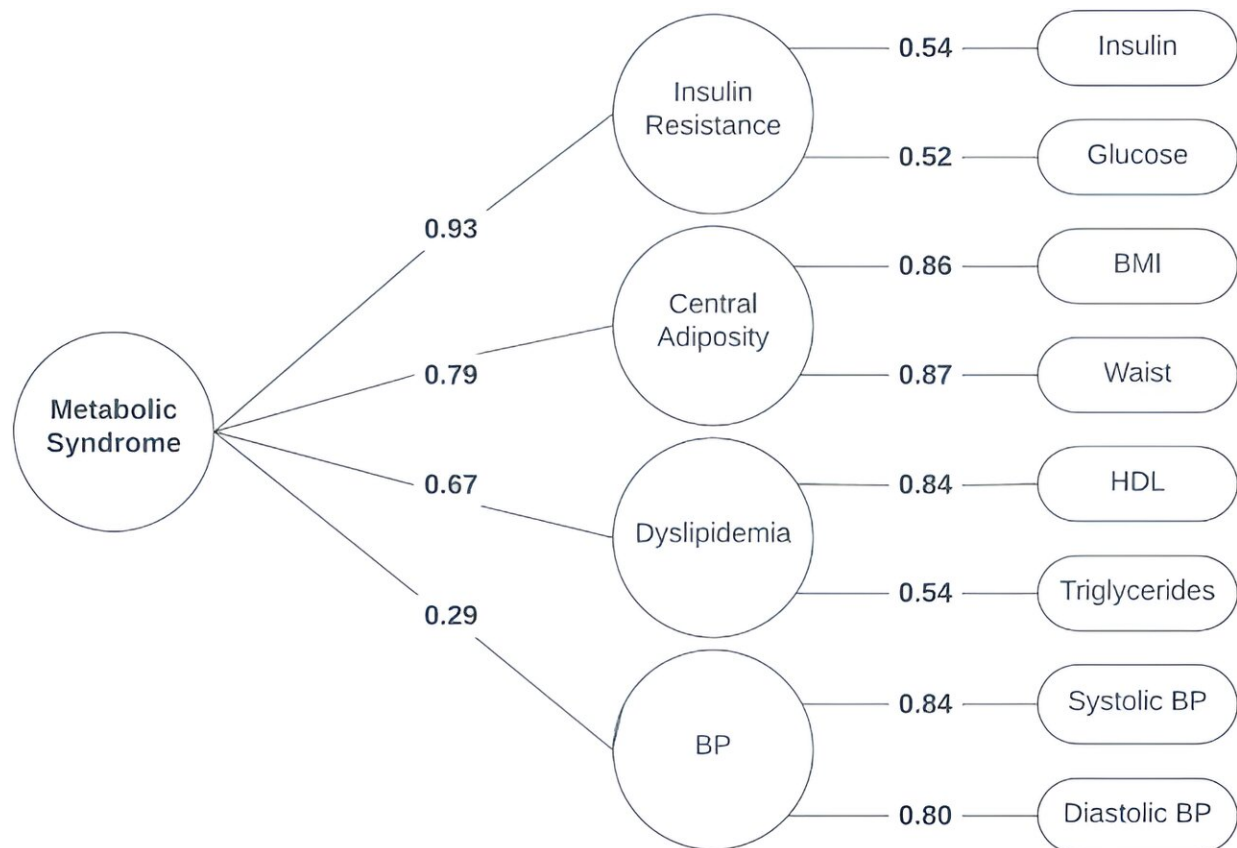 Metabolic
Syndrome
0.93
0.79
0.67
0.29
Insulin
Resistance
Central
Adiposity
Dyslipidemia
BP
0.54
0.52
0.86
0.87
0.84
0.54
0.84
0.80
Insulin
Glucose
BMI
Waist
HDL
Triglycerides
Systolic BP
Diastolic BP